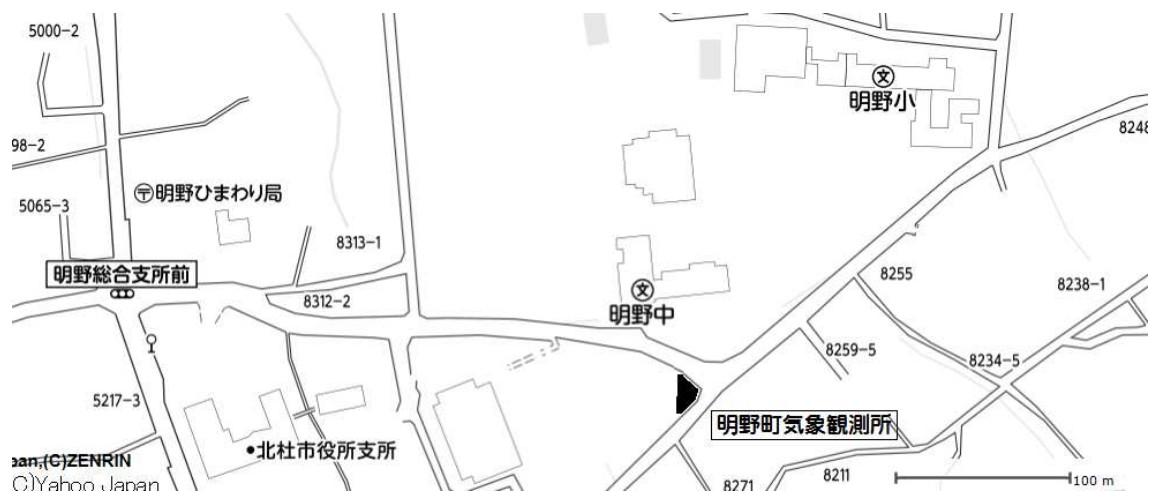 5000-2
文
明野小
8248
98-2
〒明野ひまわり局
5065-3
8313-1
明野総合支所前
8255
8238-1
8312-2
文
明野中
8259-5
8234-5
5217-3
明野町気象観測所
•北杜市役所支所
pan,(C)ZENRIN
8271
8211
100 m
C)Yahoo Japan